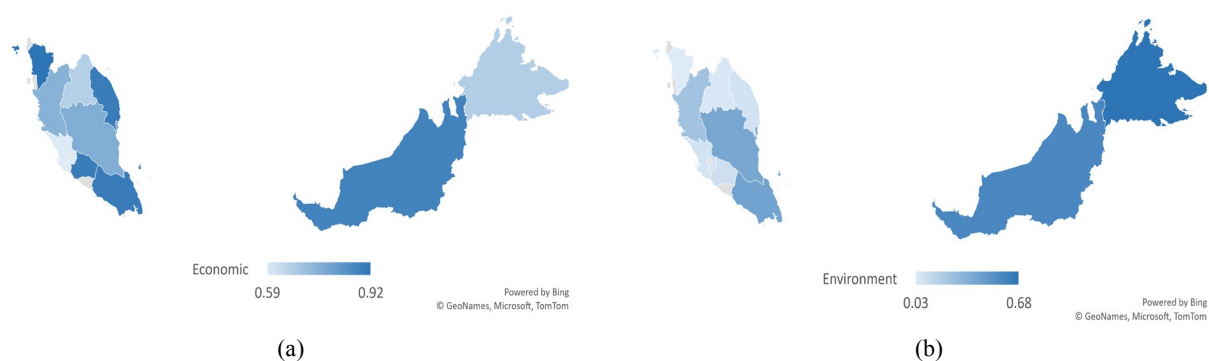 Economic
0.59 0.92
Powered by Bing
© GeoNames, Microsoft, TomTom
(a)
Environment
0.03 0.68
Powered by Bing
© GeoNames, Microsoft, TomTom
(b)